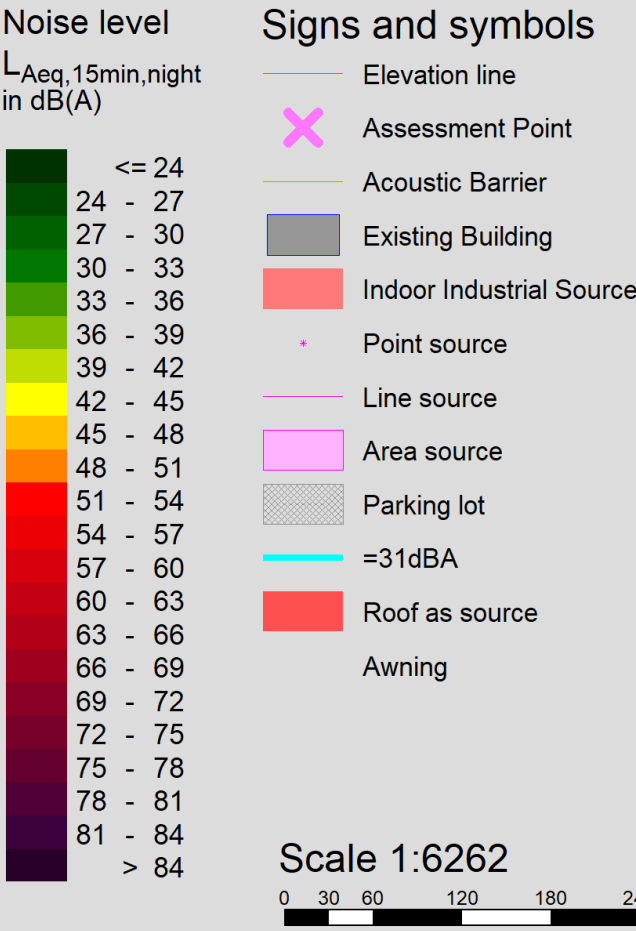 Noise level
LAeq,15min,night
in dB(A)
<= 24
24 - 27
27 - 30
30 - 33
33 - 36
36 - 39
39 - 42
42 - 45
45 - 48
48 - 51
51 - 54
54 - 57
57 - 60
60 - 63
63 - 66
66 - 69
69 - 72
72 - 75
75 - 78
78 - 81
81 - 84
> 84
Signs and symbols
Elevation line
Assessment Point
Acoustic Barrier
Existing Building
Indoor Industrial Source
Point source
Line source
Area source
Parking lot
=31dBA
Roof as source
Awning
Scale 1:6262
0 30 60 120 180